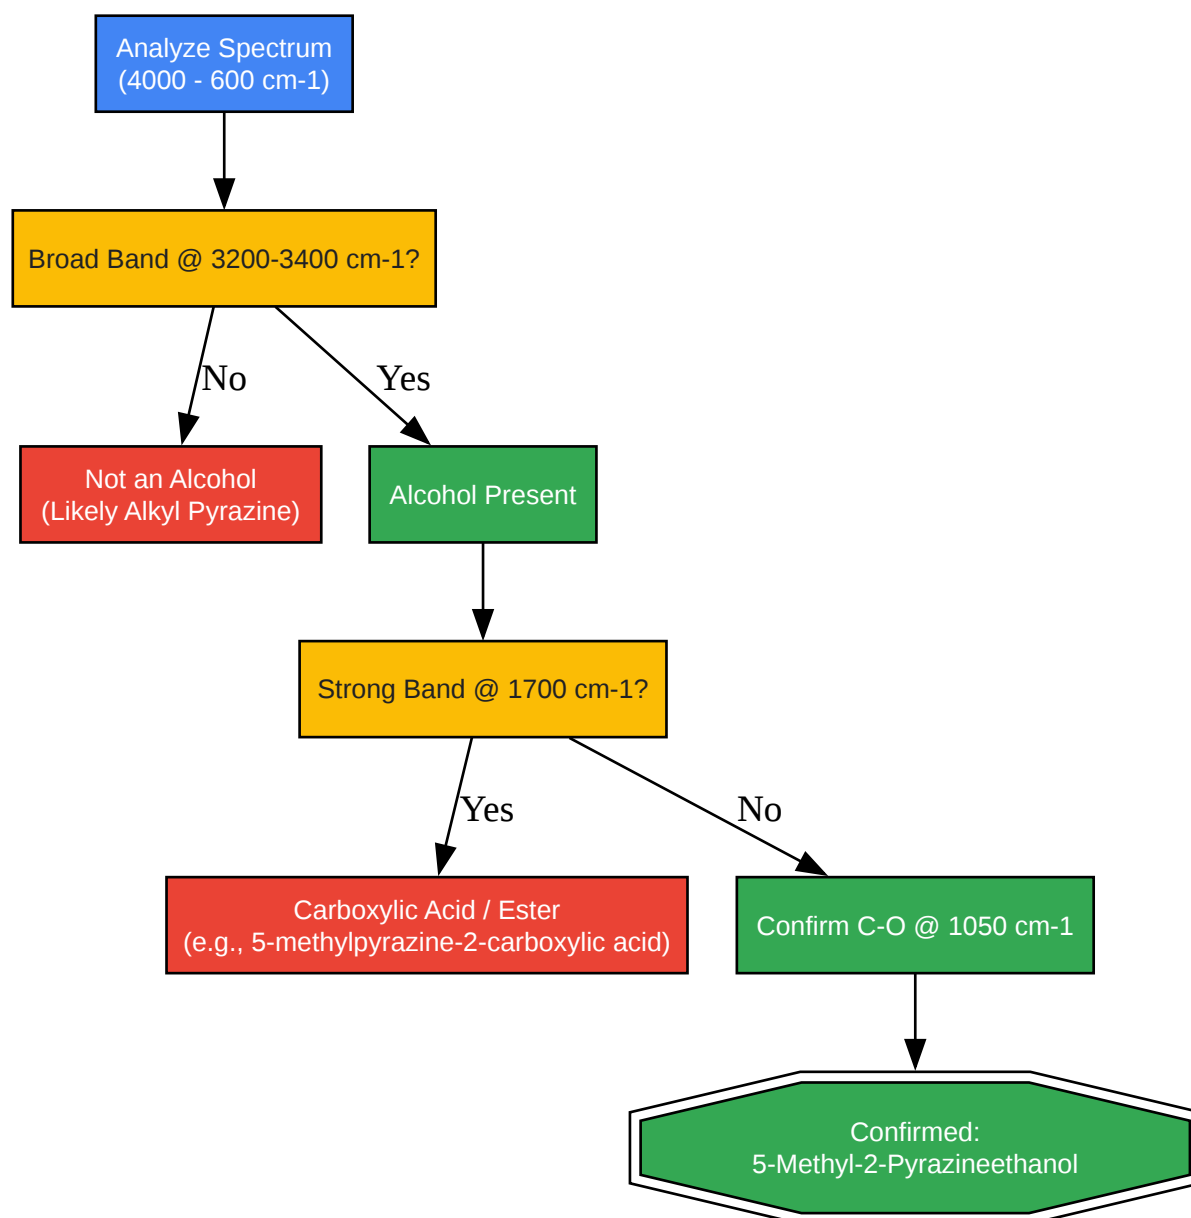 Analyze Spectrum
(4000 - 600 cm-1)
Broad Band @ 3200-3400 cm-1?
No
Yes
Not an Alcohol
(Likely Alkyl Pyrazine)
Alcohol Present
Strong Band @ 1700 cm-1?
Yes
No
Carboxylic Acid / Ester
(e.g., 5-methylpyrazine-2-carboxylic acid)
Confirm C-O @ 1050 cm-1
Confirmed:
5-Methyl-2-Pyrazineethanol